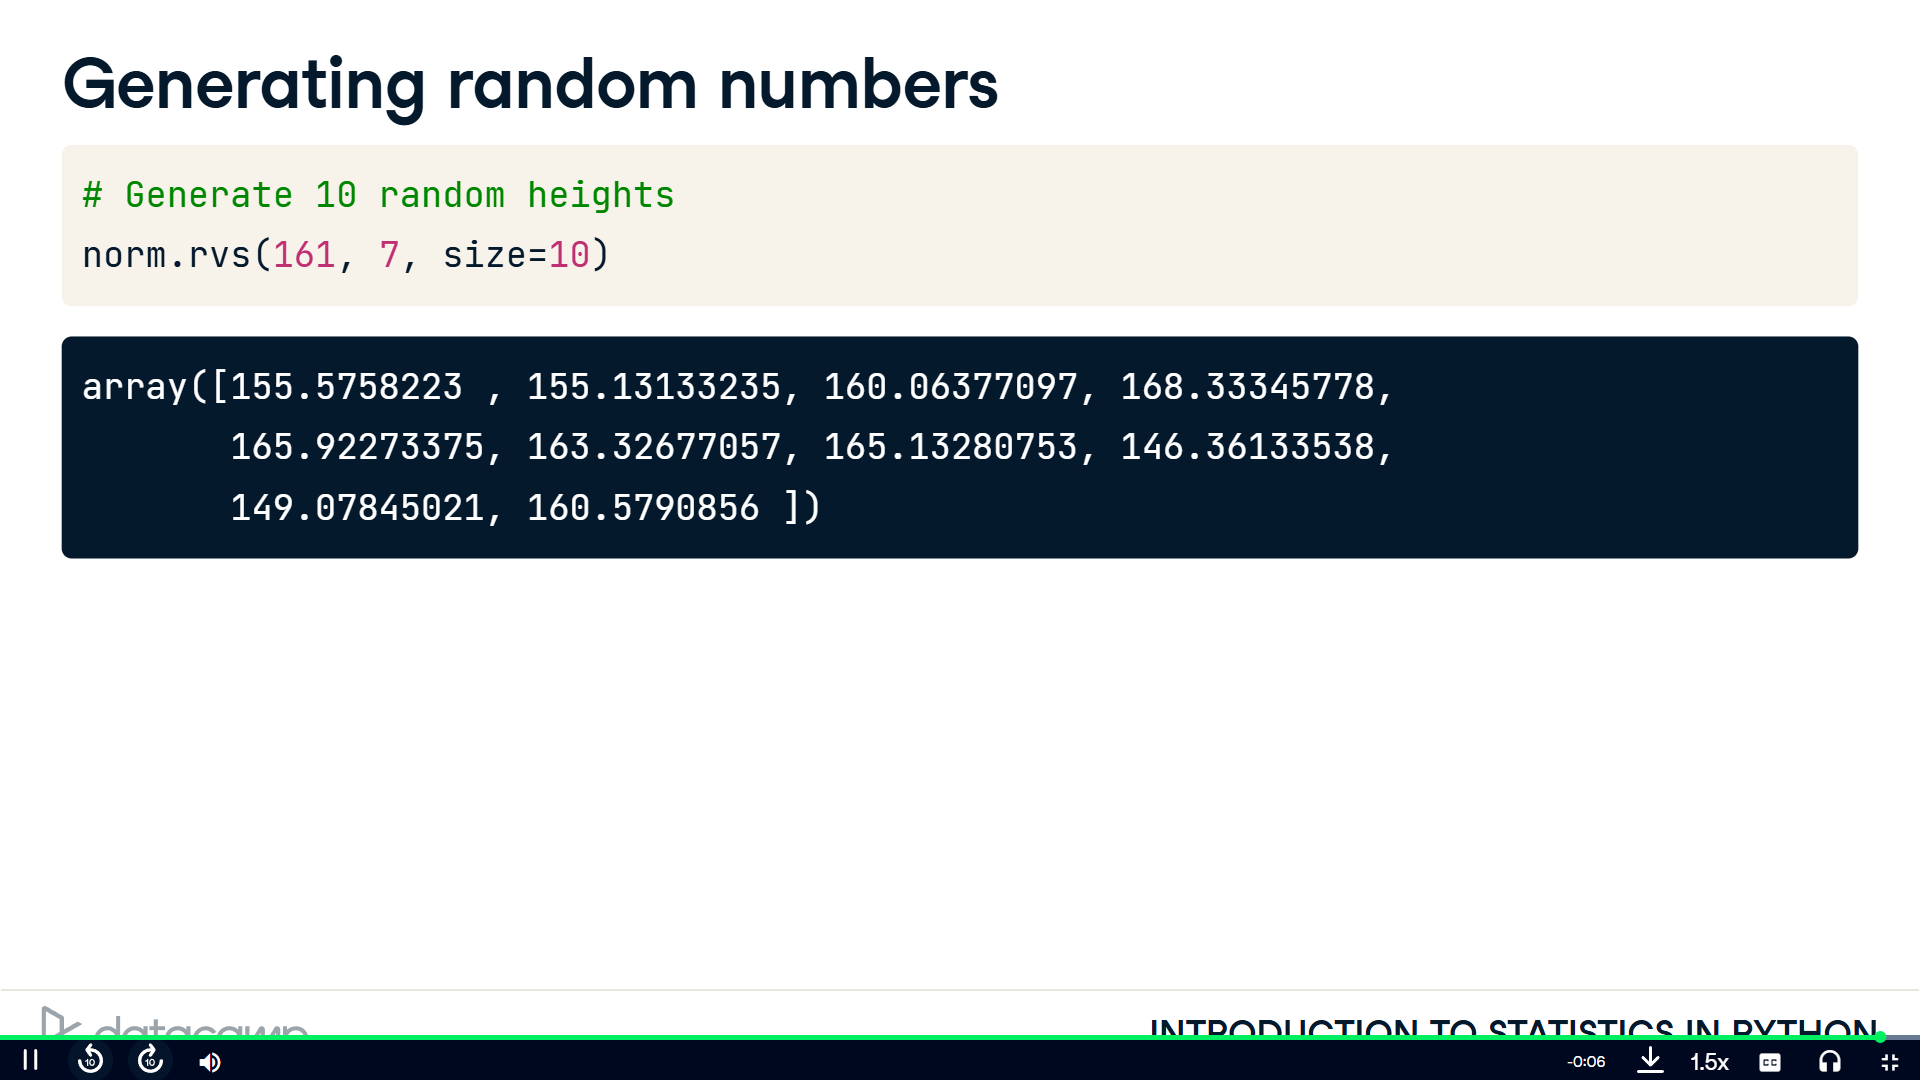 Generating random numbers
# Generate 10 random heights
norm.rvs(161, 7, size=10)
array([155.5758223 , 155.13133235, 160.06377097, 168.33345778,
165.92273375, 163.32677057, 165.13280753, 146.36133538,
149.07845021, 160.5790856 ])
datacamp
INTRODUCTION TO STATISTICS IN PYTHON
10
10
-0:06
1.5x
CC